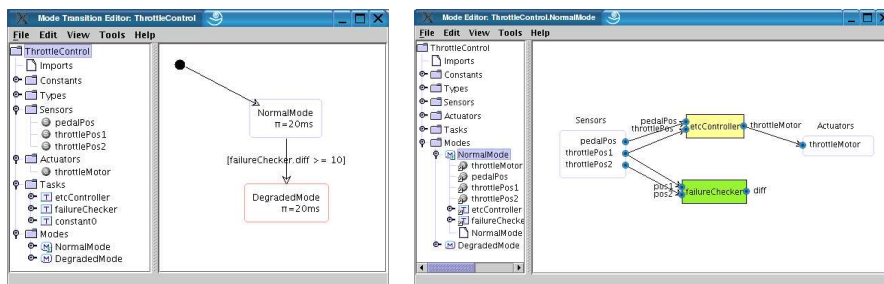 Mode Transition Editor: ThrottleControl
File Edit View Tools Help
ThrottleControl
Imports
Constants
Types
Sensors
pedalPos
throttlePos1
throttlePos2
Actuators
throttleMotor
Tasks
etcController
failureChecker
constant0
Modes
NormalMode
DegradedMode
NormalMode
π=20ms
[failureChecker.diff >= 10]
DegradedMode
π=20ms
Mode Editor: ThrottleControl.NormalMode
File Edit View Tools Help
ThrottleControl
Imports
Constants
Types
Sensors
Actuators
Tasks
Modes
NormalMode
throttleMotor
pedalPos
throttlePos1
throttlePos2
etcController
failureChecke
NormalMode
DegradedMode
Sensors
pedalPos
throttlePos1
throttlePos2
pedalPos
throttlePos
etcController
throttleMotor
Actuators
throttleMotor
pos1
pos2
failureChecker
diff